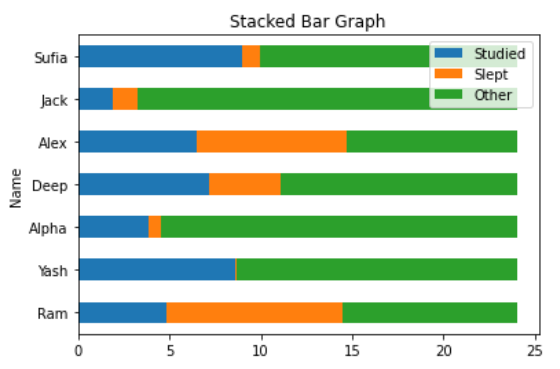 Stacked Bar Graph
Studied
Slept
Other
Name
Sufia
Jack
Alex
Deep
Alpha
Yash
Ram
0 5 10 15 20 25